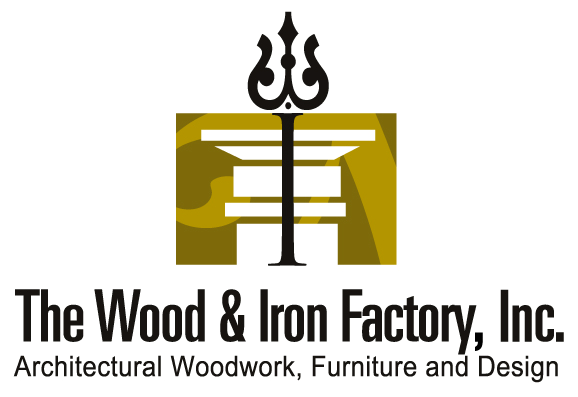 The Wood & Iron Factory, Inc.
Architectural Woodwork, Furniture and Design